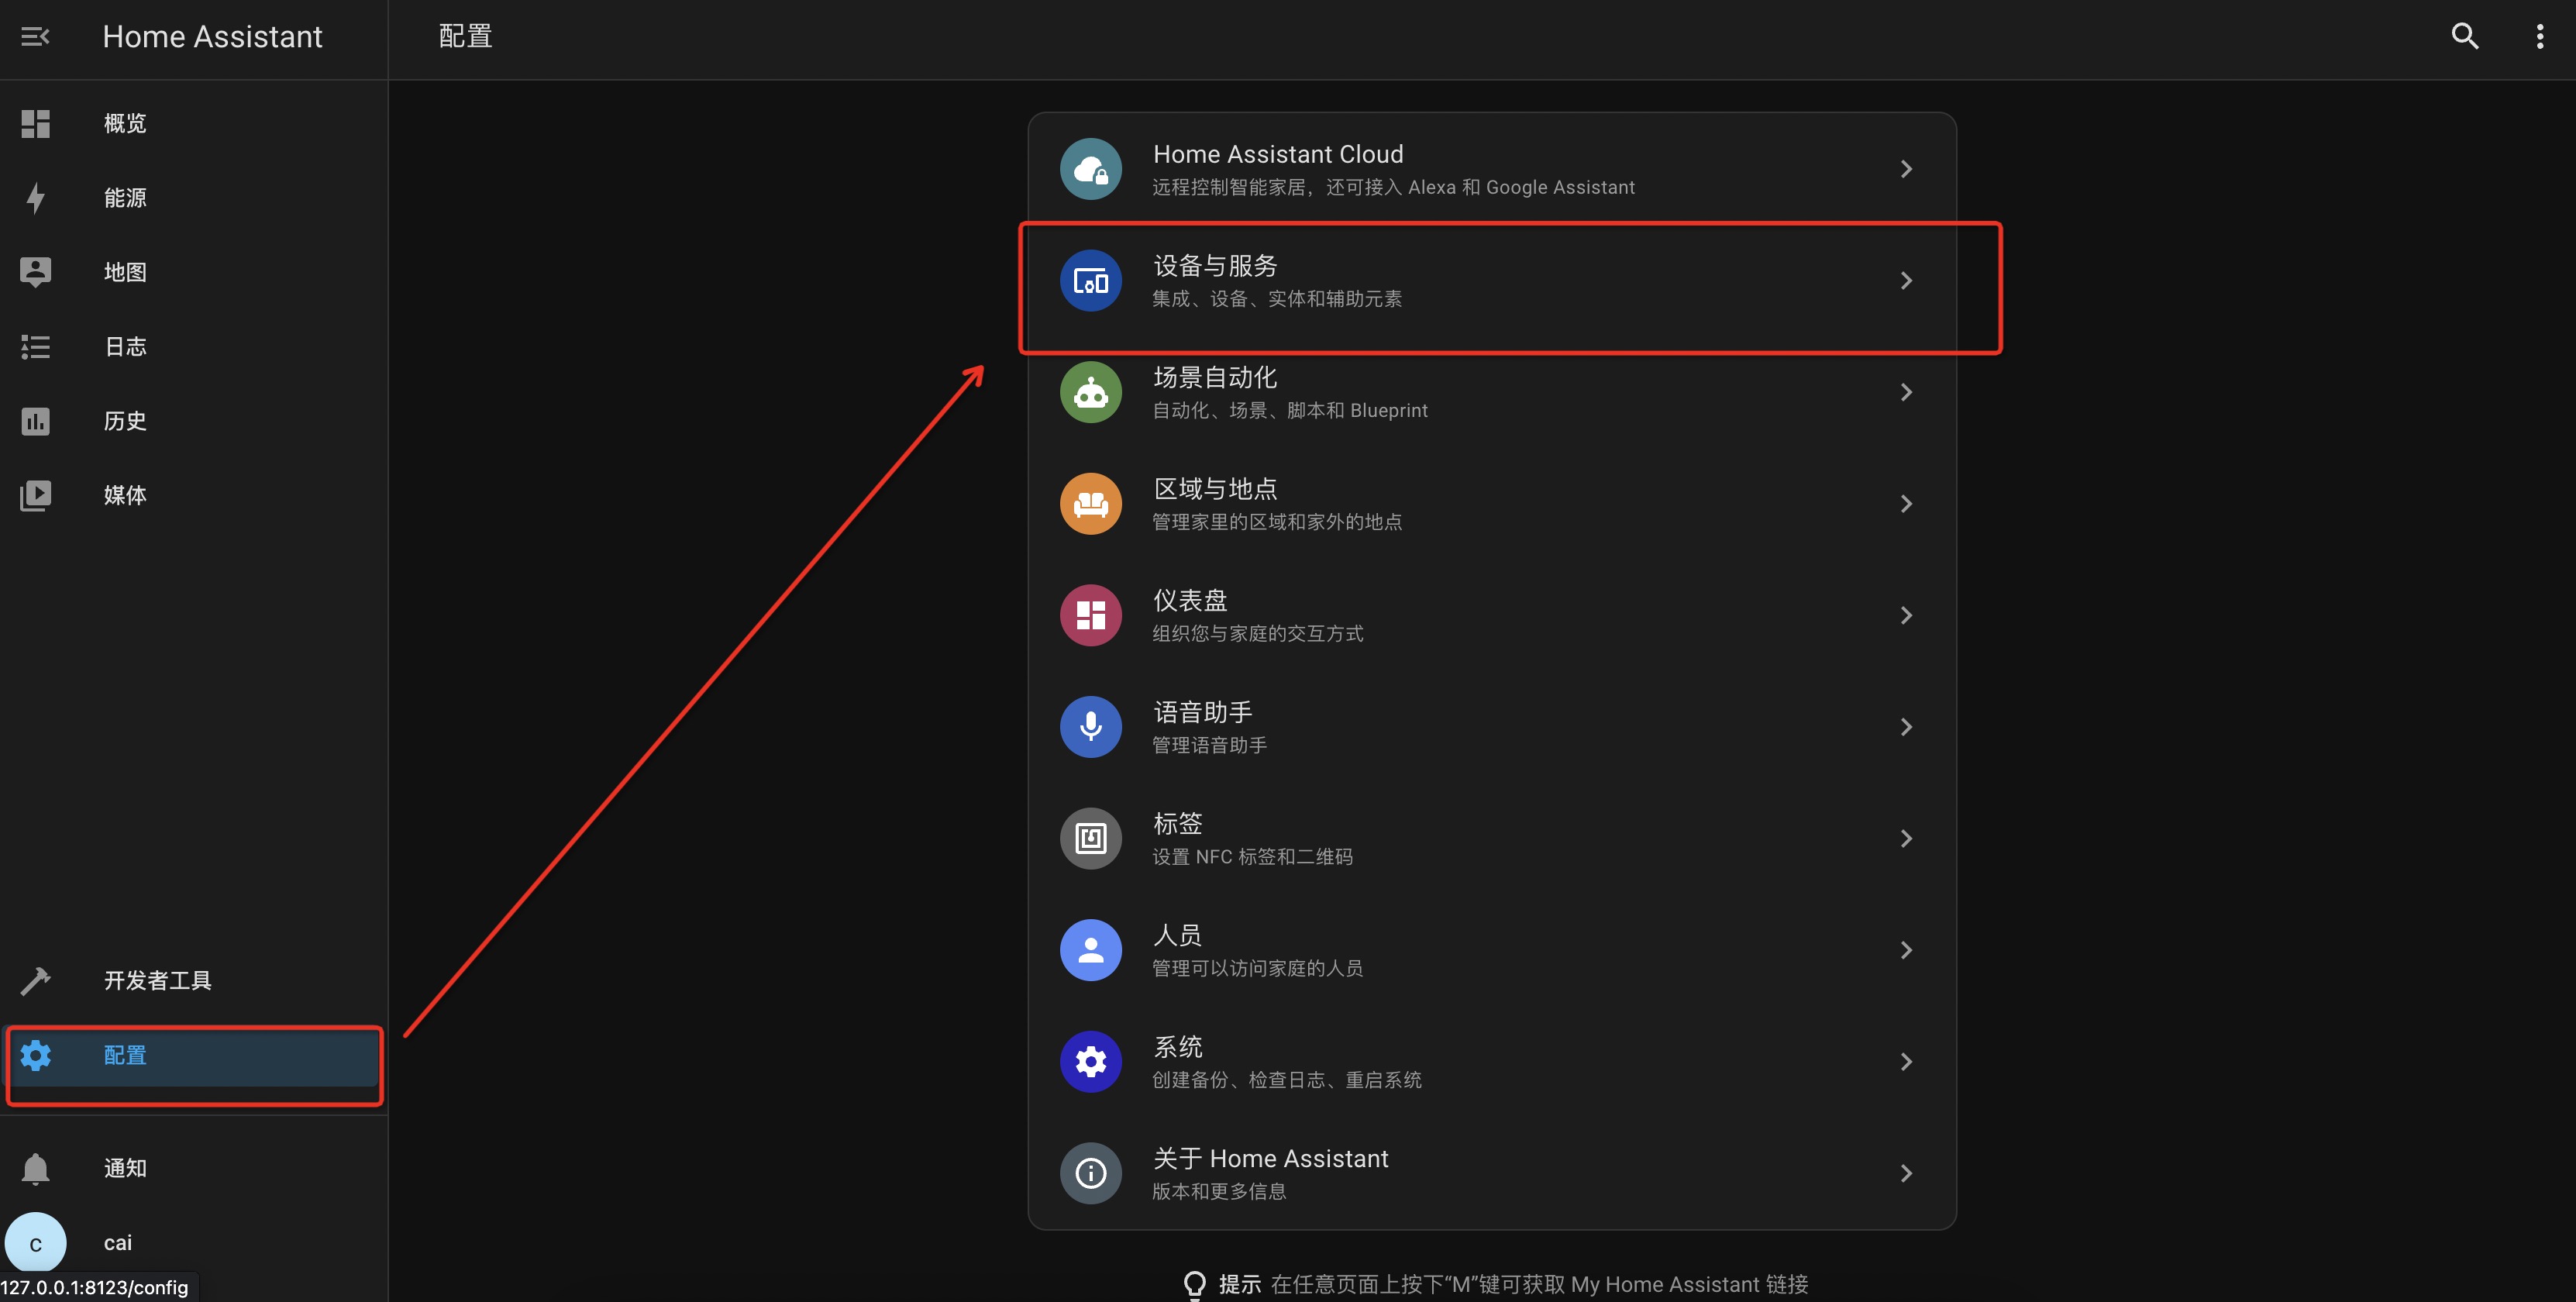 Home Assistant
配置
概览
能源
地图
日志
历史
媒体
开发者工具
配置
通知
c
cai
127.0.0.1:8123/config
Home Assistant Cloud
远程控制智能家居，还可接入 Alexa 和 Google Assistant
设备与服务
集成、设备、实体和辅助元素
场景自动化
自动化、场景、脚本和 Blueprint
区域与地点
管理家里的区域和家外的地点
仪表盘
组织您与家庭的交互方式
语音助手
管理语音助手
标签
设置 NFC 标签和二维码
人员
管理可以访问家庭的人员
系统
创建备份、检查日志、重启系统
关于 Home Assistant
版本和更多信息
提示 在任意页面上按下“M”键可获取 My Home Assistant 链接